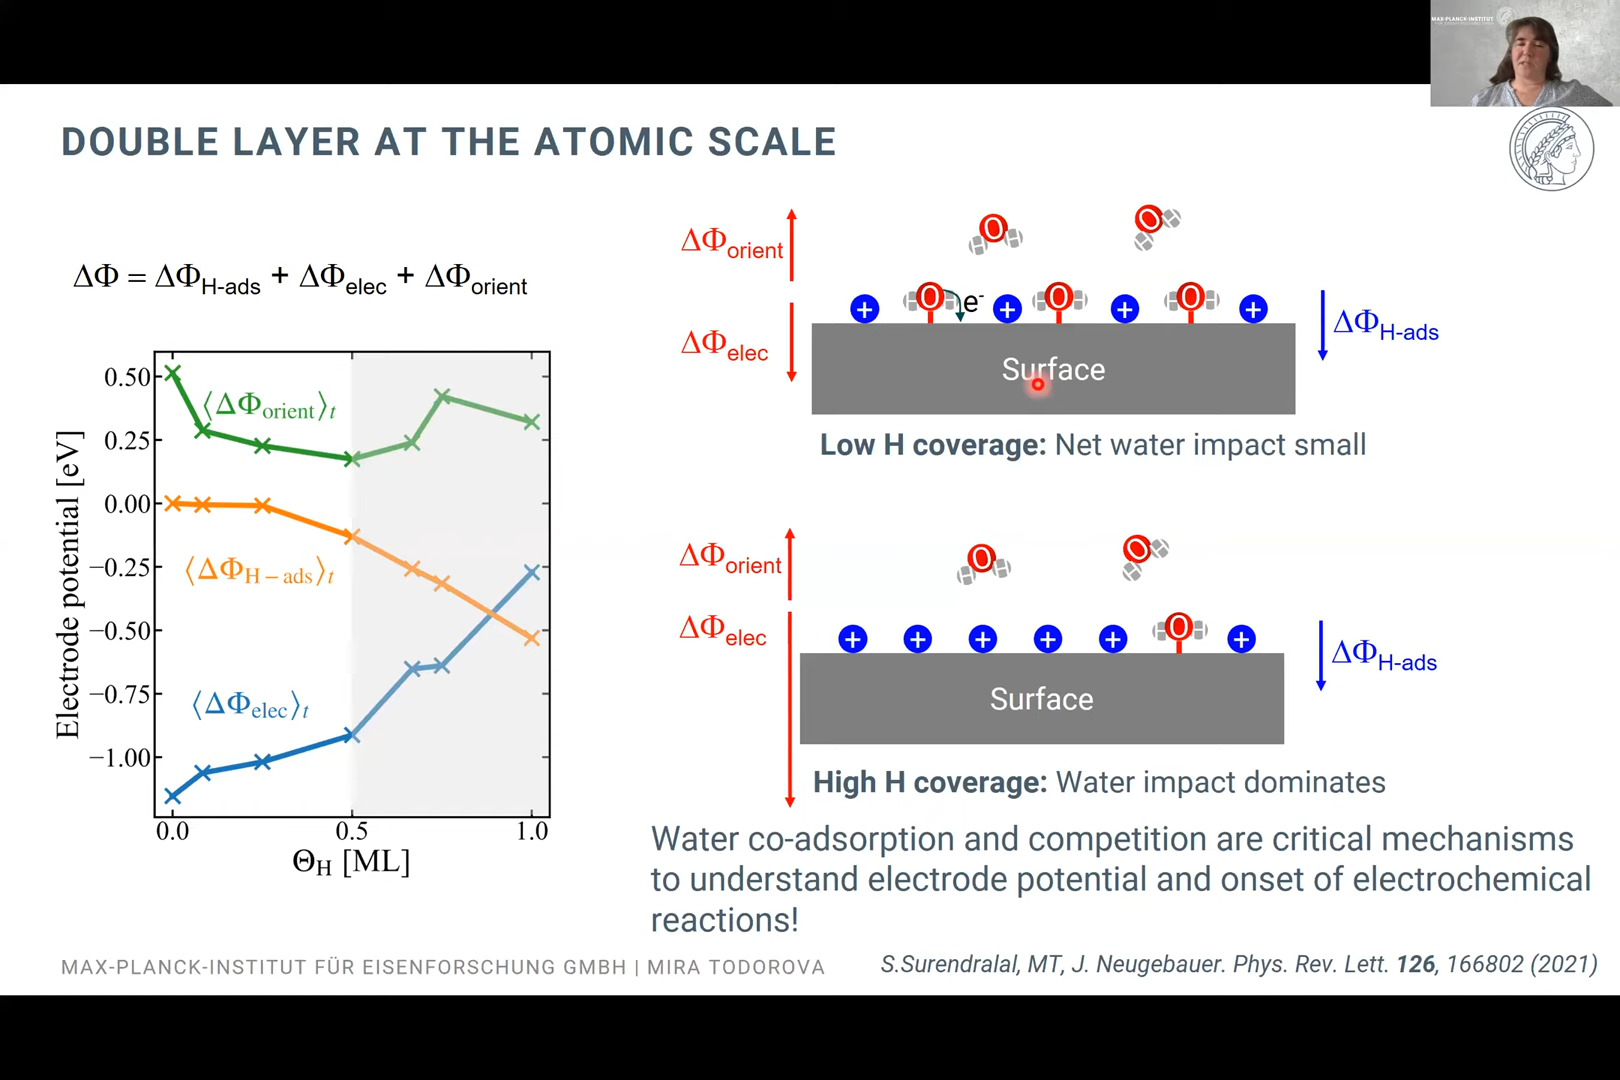 MAX-PLANCK-INSTITUT
DOUBLE LAYER AT THE ATOMIC SCALE
ΔΦ = ΔΦH-ads + ΔΦelec + ΔΦorient
Electrode potential [eV]
0.50
0.25
0.00
−0.25
−0.50
−0.75
−1.00
⟨ΔΦorient⟩t
⟨ΔΦH−ads⟩t
⟨ΔΦelec⟩t
0.0 0.5 1.0
ΘH [ML]
ΔΦorient
ΔΦelec
O H H O H H
+ H O H e- + H O H + H O H +
Surface
ΔΦH-ads
Low H coverage: Net water impact small
ΔΦorient
ΔΦelec
O H H O H H
+ + + + + H O H +
Surface
ΔΦH-ads
High H coverage: Water impact dominates
Water co-adsorption and competition are critical mechanisms
to understand electrode potential and onset of electrochemical
reactions!
MAX-PLANCK-INSTITUT FÜR EISENFORSCHUNG GMBH | MIRA TODOROVA
S.Surendralal, MT, J. Neugebauer. Phys. Rev. Lett. 126, 166802 (2021)